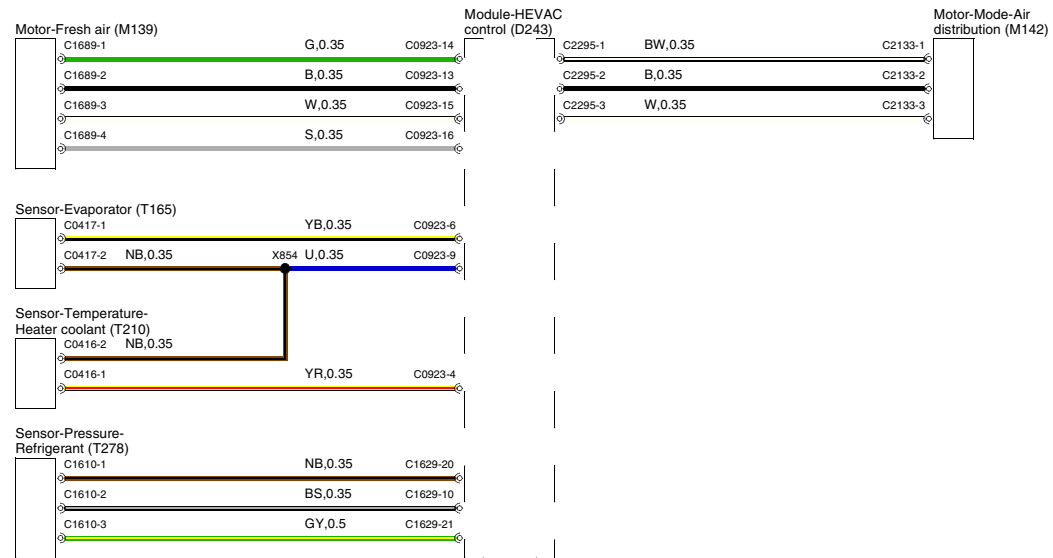 Module-HEVAC
control (D243)
Motor-Mode-Air
distribution (M142)
Motor-Fresh air (M139)
C1689-1 G,0.35 C0923-14
C2295-1 BW,0.35 C2133-1
C1689-2 B,0.35 C0923-13
C2295-2 B,0.35 C2133-2
C1689-3 W,0.35 C0923-15
C2295-3 W,0.35 C2133-3
C1689-4 S,0.35 C0923-16
Sensor-Evaporator (T165)
C0417-1 YB,0.35 C0923-6
C0417-2 NB,0.35 X854 U,0.35 C0923-9
Sensor-Temperature-
Heater coolant (T210)
C0416-2 NB,0.35
C0416-1 YR,0.35 C0923-4
Sensor-Pressure-
Refrigerant (T278)
C1610-1 NB,0.35 C1629-20
C1610-2 BS,0.35 C1629-10
C1610-3 GY,0.5 C1629-21